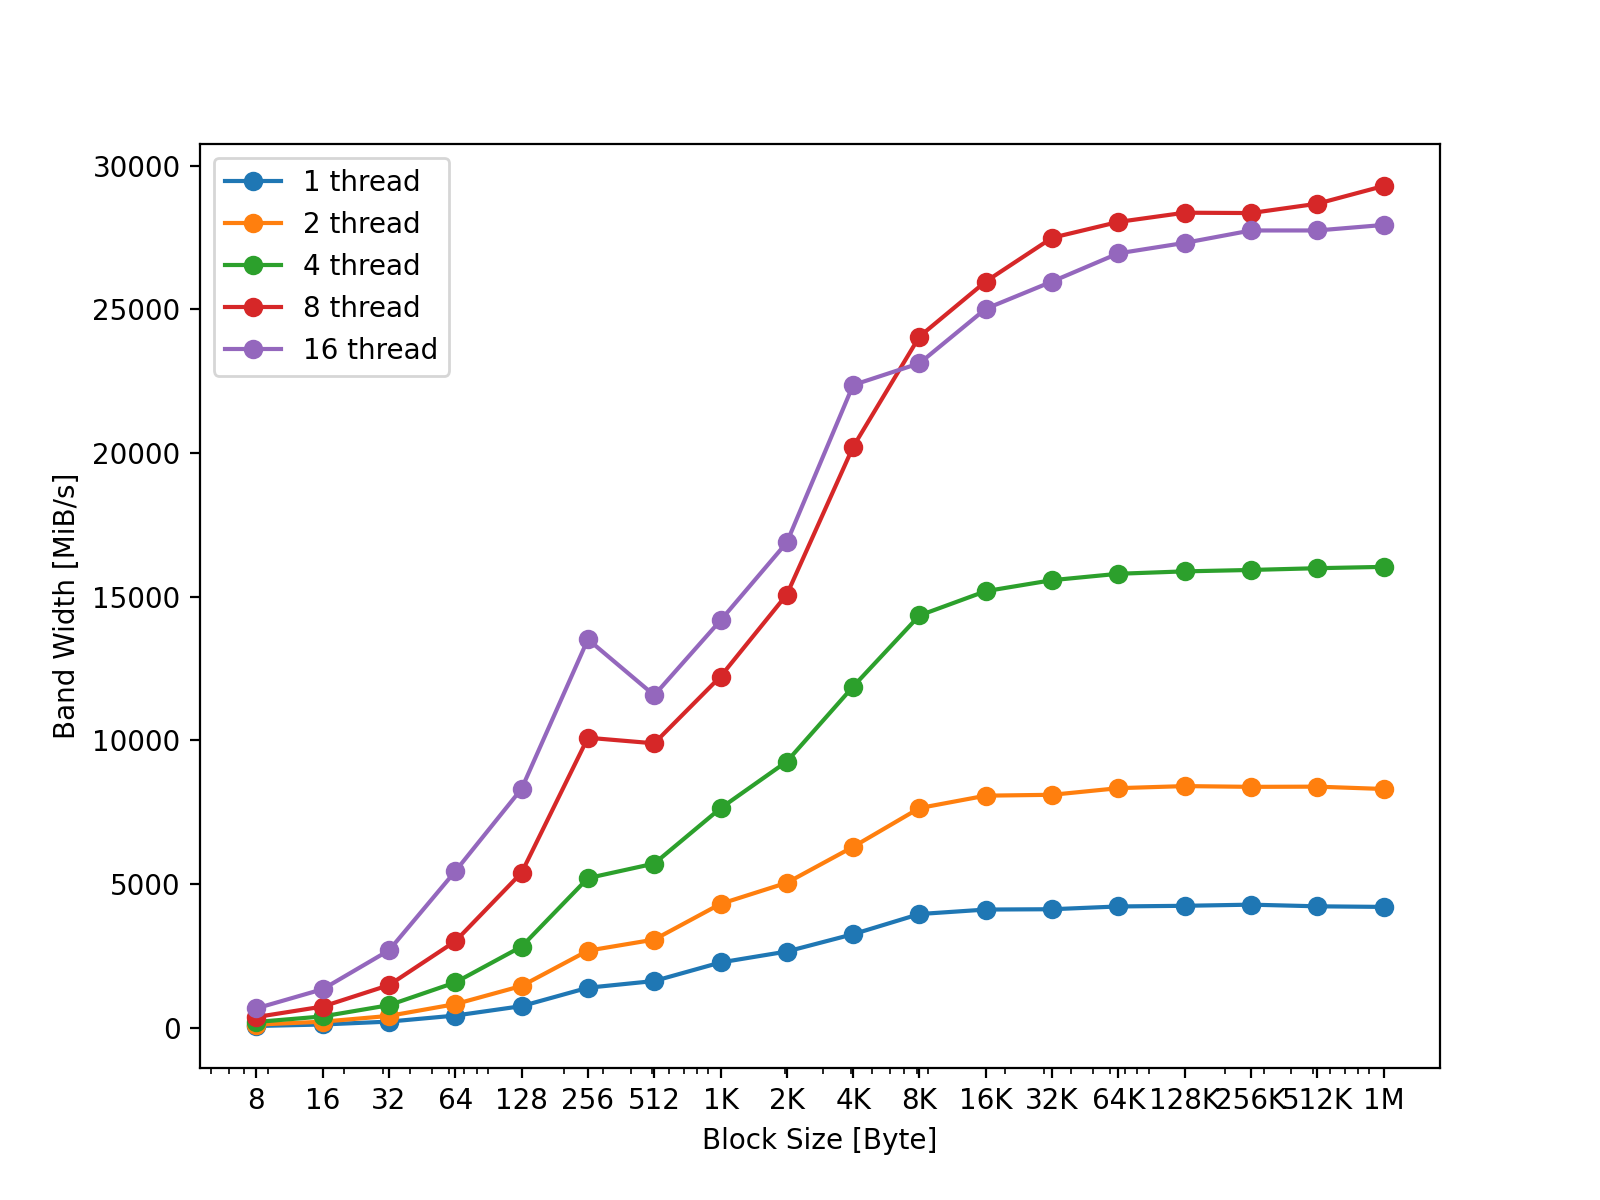 30000
25000
20000
15000
10000
5000
0
Band Width [MiB/s]
1 thread
2 thread
4 thread
8 thread
16 thread
8 16 32 64 128 256 512 1K 2K 4K 8K 16K 32K 64K 128K 256K 512K 1M
Block Size [Byte]